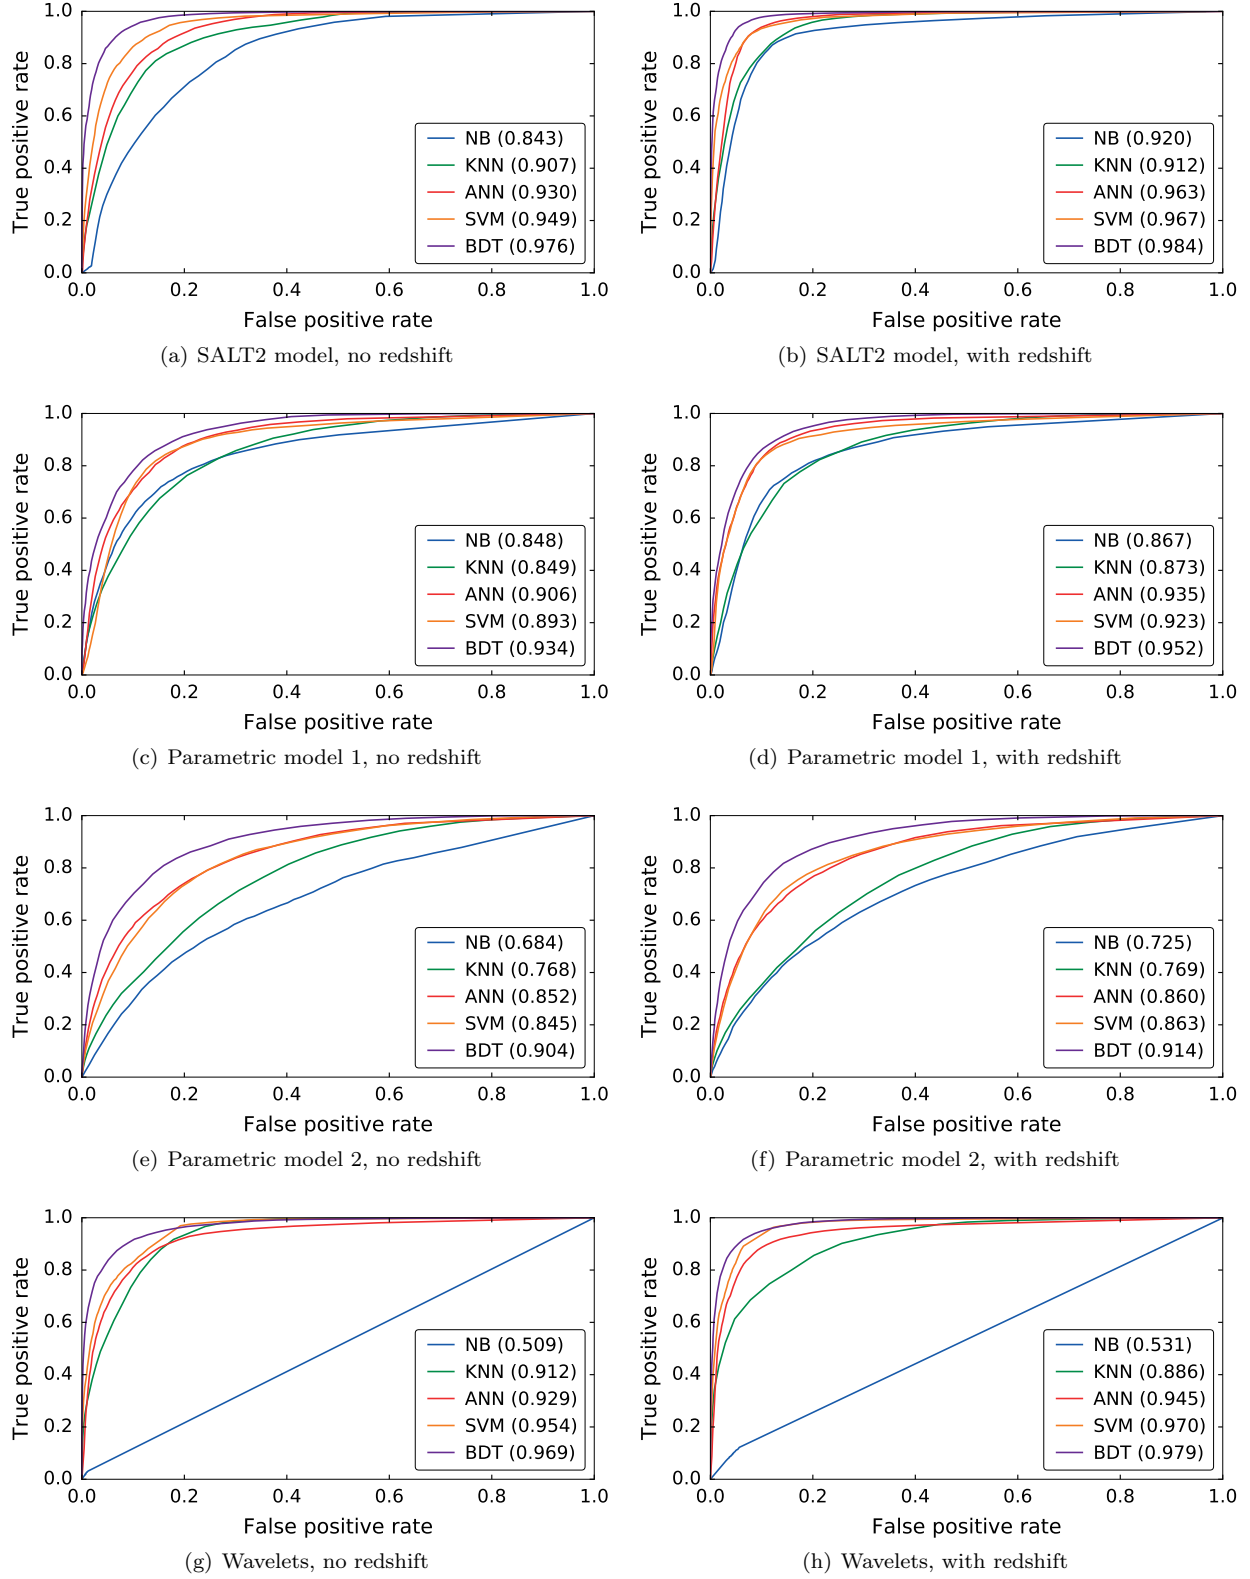 1.0
0.8
0.6
0.4
0.2
0.0
True positive rate
NB (0.843)
KNN (0.907)
ANN (0.930)
SVM (0.949)
BDT (0.976)
0.0 0.2 0.4 0.6 0.8 1.0
False positive rate
(a) SALT2 model, no redshift
1.0
0.8
0.6
0.4
0.2
0.0
True positive rate
NB (0.920)
KNN (0.912)
ANN (0.963)
SVM (0.967)
BDT (0.984)
0.0 0.2 0.4 0.6 0.8 1.0
False positive rate
(b) SALT2 model, with redshift
1.0
0.8
0.6
0.4
0.2
0.0
True positive rate
NB (0.848)
KNN (0.849)
ANN (0.906)
SVM (0.893)
BDT (0.934)
0.0 0.2 0.4 0.6 0.8 1.0
False positive rate
(c) Parametric model 1, no redshift
1.0
0.8
0.6
0.4
0.2
0.0
True positive rate
NB (0.867)
KNN (0.873)
ANN (0.935)
SVM (0.923)
BDT (0.952)
0.0 0.2 0.4 0.6 0.8 1.0
False positive rate
(d) Parametric model 1, with redshift
1.0
0.8
0.6
0.4
0.2
0.0
True positive rate
NB (0.684)
KNN (0.768)
ANN (0.852)
SVM (0.845)
BDT (0.904)
0.0 0.2 0.4 0.6 0.8 1.0
False positive rate
(e) Parametric model 2, no redshift
1.0
0.8
0.6
0.4
0.2
0.0
True positive rate
NB (0.725)
KNN (0.769)
ANN (0.860)
SVM (0.863)
BDT (0.914)
0.0 0.2 0.4 0.6 0.8 1.0
False positive rate
(f) Parametric model 2, with redshift
1.0
0.8
0.6
0.4
0.2
0.0
True positive rate
NB (0.509)
KNN (0.912)
ANN (0.929)
SVM (0.954)
BDT (0.969)
0.0 0.2 0.4 0.6 0.8 1.0
False positive rate
(g) Wavelets, no redshift
1.0
0.8
0.6
0.4
0.2
0.0
True positive rate
NB (0.531)
KNN (0.886)
ANN (0.945)
SVM (0.970)
BDT (0.979)
0.0 0.2 0.4 0.6 0.8 1.0
False positive rate
(h) Wavelets, with redshift